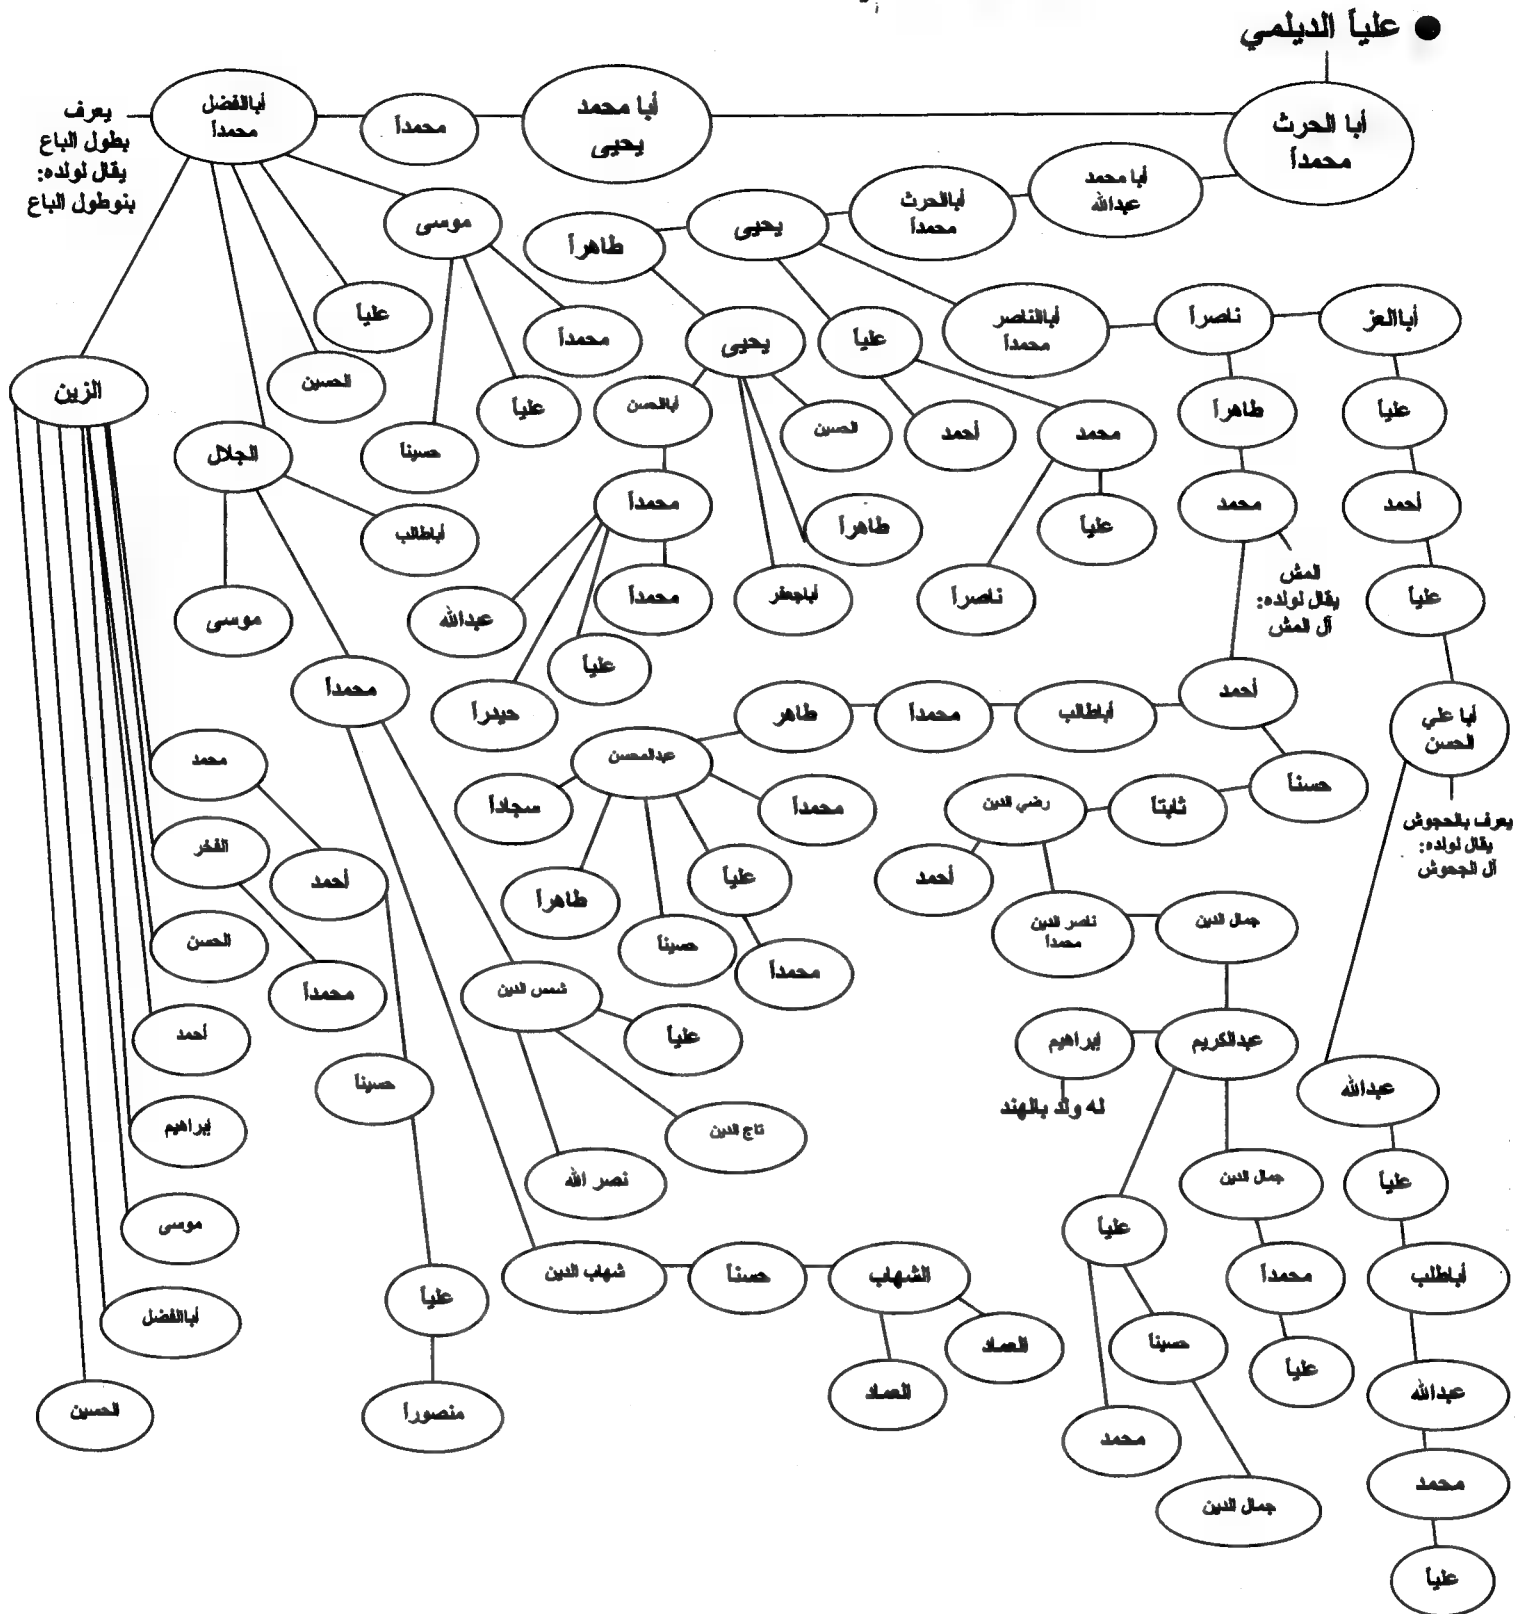 ● علياً الديلمي
أبا الحرث
محمداً
أبا محمد
يحيى
محمداً
أباالفضل
محمداً
يعرف
بطول الباع
يقال لولده:
بنوطول الباع
أبا محمد
عبدالله
أباالحرث
محمداً
يحيى
طاهراً
موسى
علياً
الحسين
الزين
الجلال
حسيناً
علياً
محمداً
أباالعز
ناصراً
أباالناصر
محمداً
علياً
يحيى
علياً
طاهراً
محمد
أحمد
الحسين
أباالحسن
أحمد
محمد
علياً
طاهراً
محمداً
أباطالب
المش
يقال لولده:
آل المش
علياً
ناصراً
أباجعفر
محمداً
عبدالله
موسى
علياً
حيدراً
محمداً
أبا علي
الحسن
يعرف بالحجوش
يقال لولده:
آل الجحوش
أحمد
أباطالب
محمداً
طاهر
عبدالمحسن
حسناً
ثابتاً
رضي الدين
محمداً
سجاداً
محمد
أحمد
علياً
طاهراً
أحمد
الفخر
جمال الدين
ناصر الدين
محمداً
محمداً
حسيناً
الحسن
شمس الدين
محمداً
أحمد
عبدالكريم
إبراهيم
له ولد بالهند
علياً
حسيناً
عبدالله
تاج الدين
إبراهيم
علياً
جمال الدين
نصر الله
موسى
علياً
أباطلب
محمداً
الشهاب
حسناً
شهاب الدين
علياً
أباالفضل
حسيناً
العماد
علياً
عبدالله
العماد
منصوراً
الحسين
محمد
محمد
جمال الدين
علياً